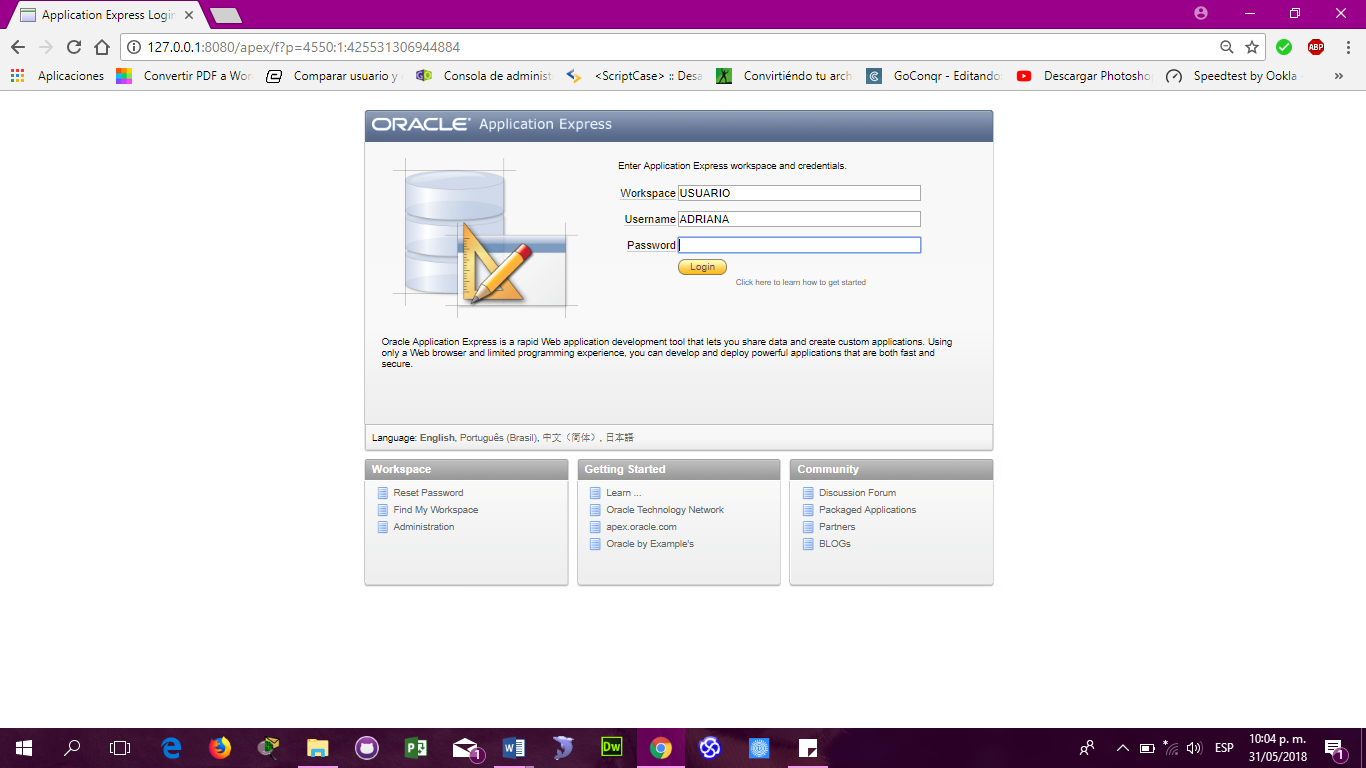 Application Express Login
127.0.0.1:8080/apex/f?p=4550:1:425531306944884
ABP
Aplicaciones
Convertir PDF a Wor
Comparar usuario y
Consola de administ
<ScriptCase> :: Desa
Convirtiéndo tu arch
GoConqr - Editando
Descargar Photosho
Speedtest by Ookla
»
ORACLE Application Express
Enter Application Express workspace and credentials.
Workspace USUARIO
Username ADRIANA
Password
Login
Click here to learn how to get started
Oracle Application Express is a rapid Web application development tool that lets you share data and create custom applications. Using
only a Web browser and limited programming experience, you can develop and deploy powerful applications that are both fast and
secure.
Language: English, Português (Brasil), 中文（简体）, 日本語
Workspace
Reset Password
Find My Workspace
Administration
Getting Started
Learn ...
Oracle Technology Network
apex.oracle.com
Oracle by Example's
Community
Discussion Forum
Packaged Applications
Partners
BLOGs
1
Dw
ESP
10:04 p. m.
31/05/2018
1